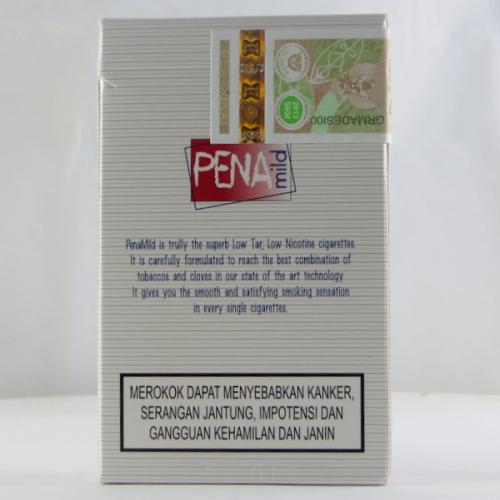 2013
SKM
GRMADESI00
PENA
mild
PenaMild is trully the superb Low Tar, Low Nicotine cigarettes.
It is carefully formulated to reach the best combination of
tobaccos and cloves in our state of the art technology.
It gives you the smooth and satisfying smoking sensation
in every single cigarettes.
MEROKOK DAPAT MENYEBABKAN KANKER,
SERANGAN JANTUNG, IMPOTENSI DAN
GANGGUAN KEHAMILAN DAN JANIN